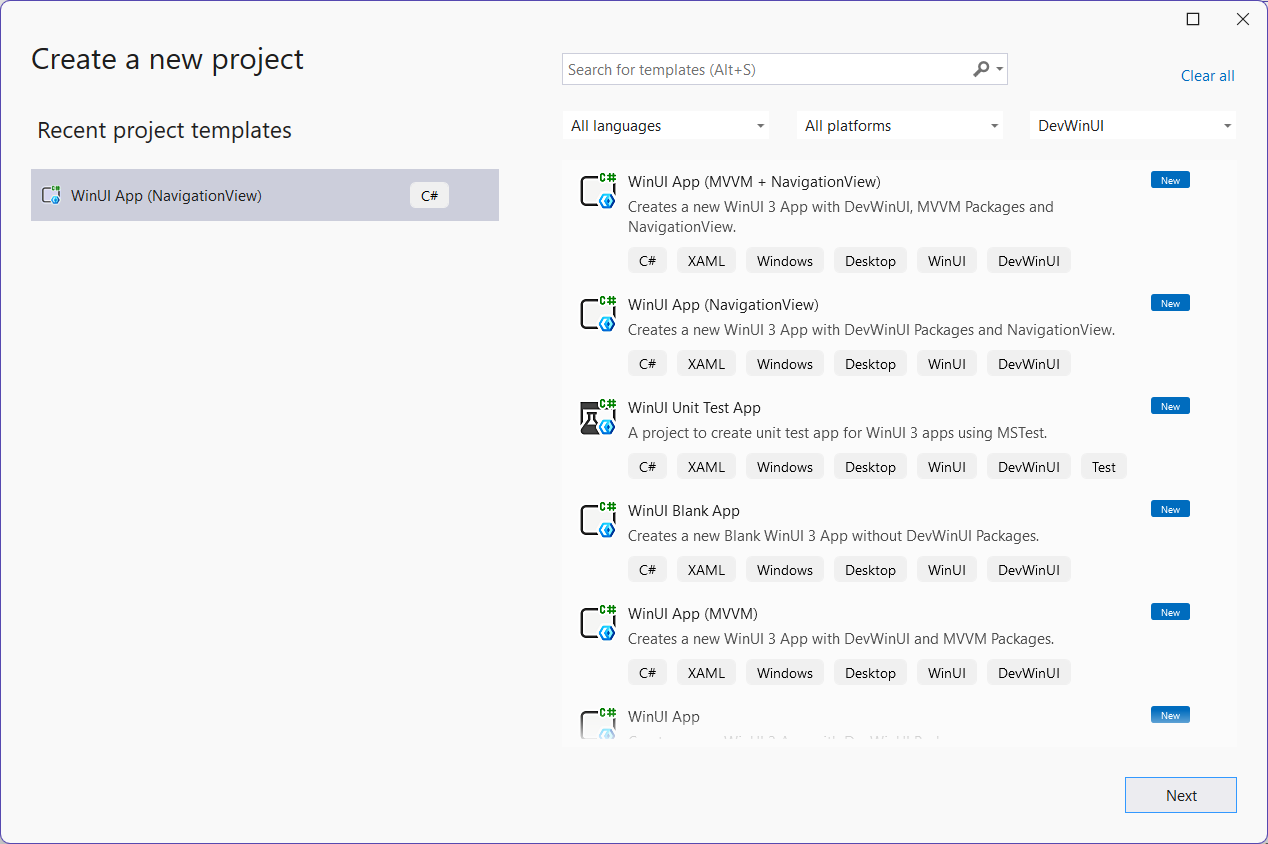 Create a new project
Search for templates (Alt+S)
Clear all
Recent project templates
All languages
All platforms
DevWinUI
WinUI App (NavigationView)
C#
C#
WinUI App (MVVM + NavigationView)
New
Creates a new WinUI 3 App with DevWinUI, MVVM Packages and
NavigationView.
C# XAML Windows Desktop WinUI DevWinUI
C#
WinUI App (NavigationView)
New
Creates a new WinUI 3 App with DevWinUI Packages and NavigationView.
C# XAML Windows Desktop WinUI DevWinUI
C#
WinUI Unit Test App
New
A project to create unit test app for WinUI 3 apps using MSTest.
C# XAML Windows Desktop WinUI DevWinUI Test
C#
WinUI Blank App
New
Creates a new Blank WinUI 3 App without DevWinUI Packages.
C# XAML Windows Desktop WinUI DevWinUI
C#
WinUI App (MVVM)
New
Creates a new WinUI 3 App with DevWinUI and MVVM Packages.
C# XAML Windows Desktop WinUI DevWinUI
C#
WinUI App
New
Next